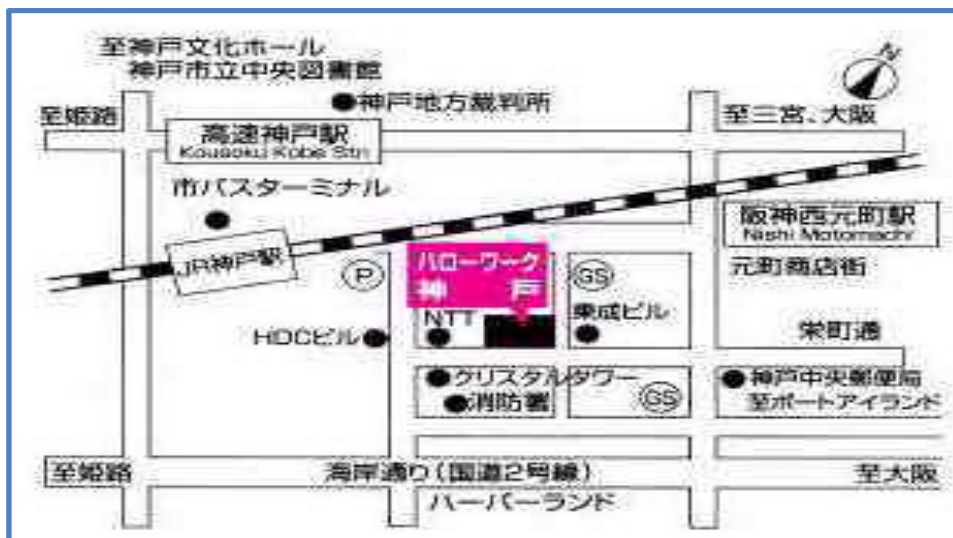 至神戸文化ホール
神戸市立中央図書館
N
神戸地方裁判所
至姫路
至三宮、大阪
高速神戸駅
Kousoku Kobe Stn
市バスターミナル
阪神西元町駅
Nishi Motomachi
JR神戸駅
P
ハローワーク
神戸
GS
元町商店街
NTT
東成ビル
HDCビル
栄町通
クリスタルタワー
神戸中央郵便局
消防署
GS
至ポートアイランド
至姫路
海岸通り(国道2号線)
至大阪
ハーバーランド